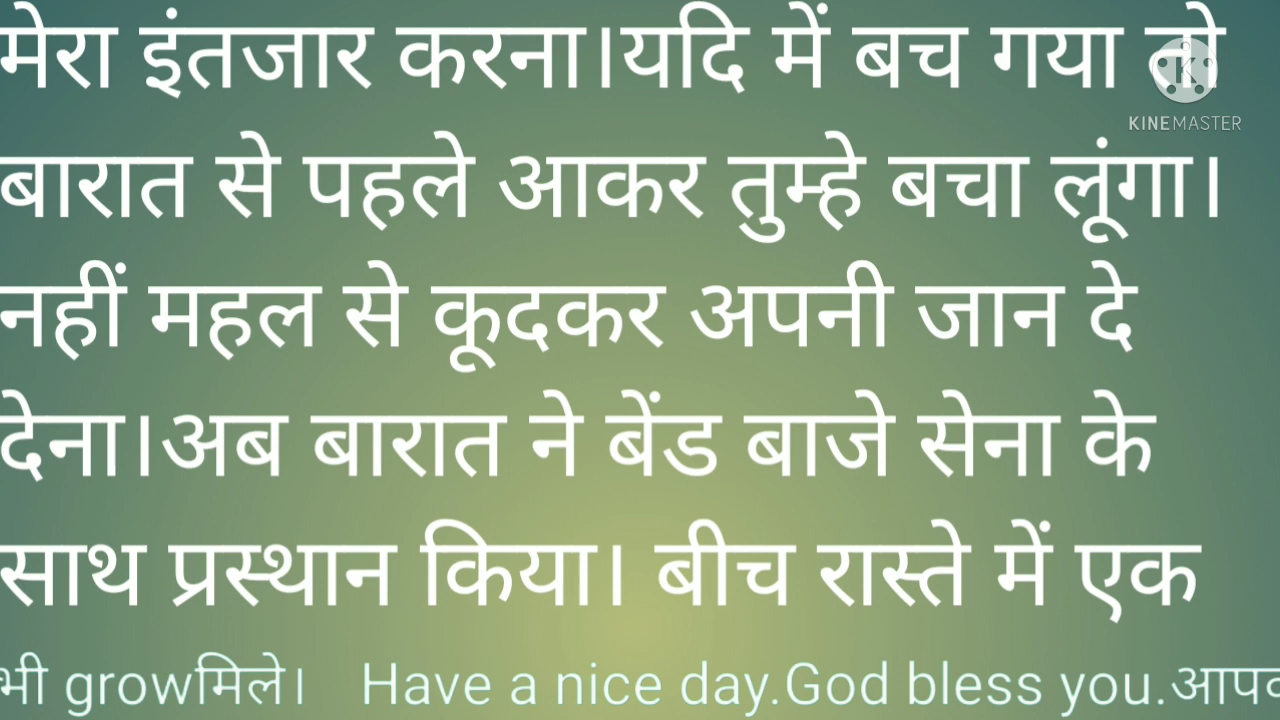 मेरा इंतजार करना।यदि में बच गया तो
KINEMASTER
बारात से पहले आकर तुम्हे बचा लूंगा।
नहीं महल से कूदकर अपनी जान दे
देना।अब बारात ने बेंड बाजे सेना के
साथ प्रस्थान किया। बीच रास्ते में एक
भी growमिले। Have a nice day.God bless you.